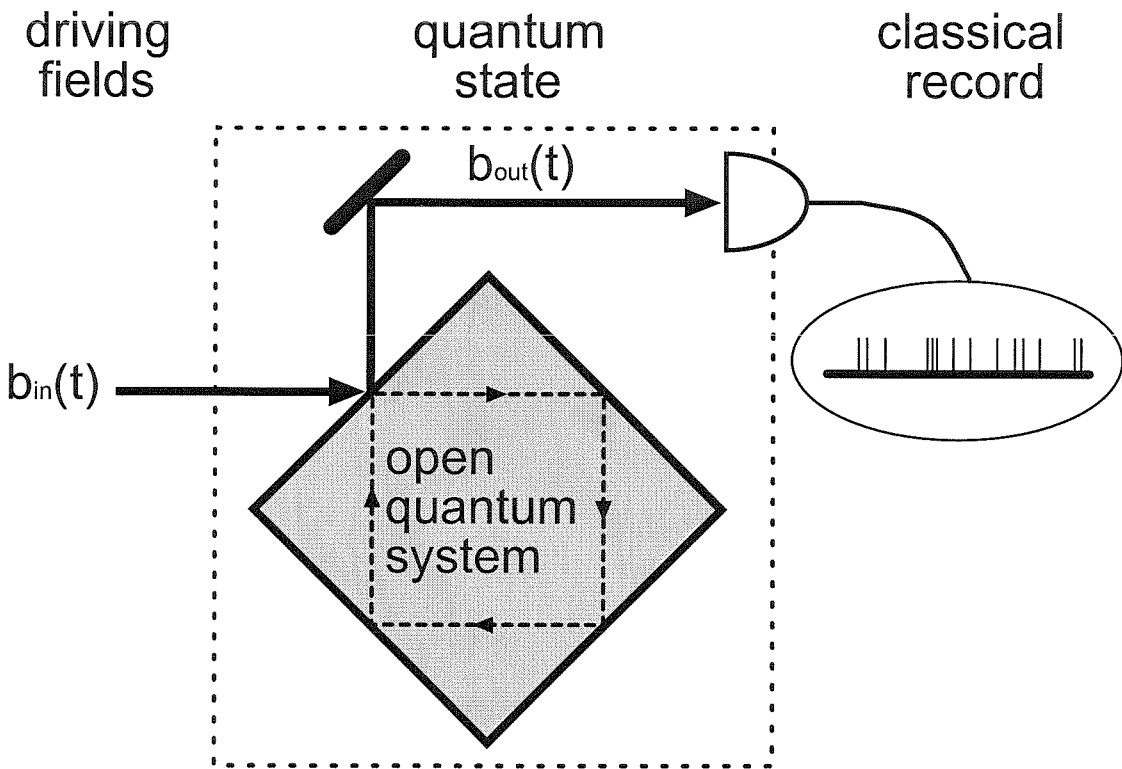 driving
fields
quantum
state
classical
record
bout(t)
bin(t)
open
quantum
system